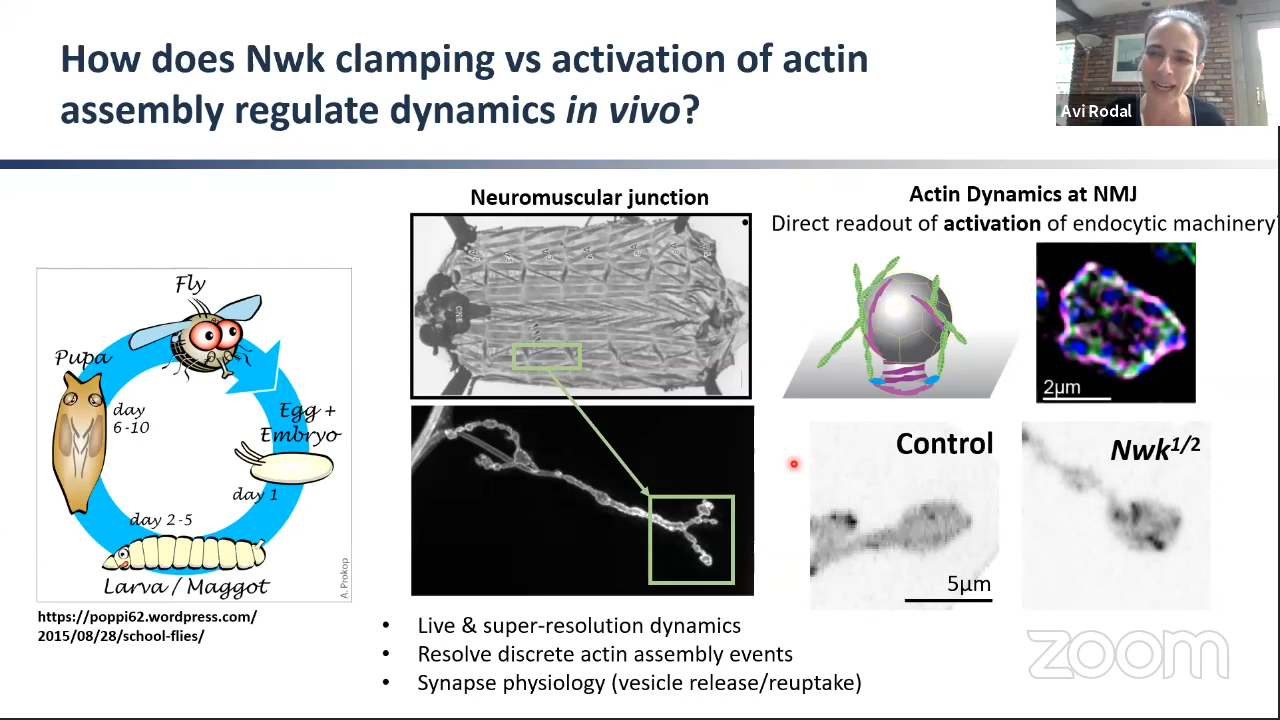 How does Nwk clamping vs activation of actin
assembly regulate dynamics in vivo?
Avi Rodal
Fly
Pupa
day
6-10
Egg +
Embryo
day 1
day 2-5
Larva / Maggot
A. Prokop
https://poppi62.wordpress.com/
2015/08/28/school-flies/
Neuromuscular junction
• Live & super-resolution dynamics
• Resolve discrete actin assembly events
• Synapse physiology (vesicle release/reuptake)
Actin Dynamics at NMJ
Direct readout of activation of endocytic machinery
2μm
Control
Nwk1/2
5μm
zoom